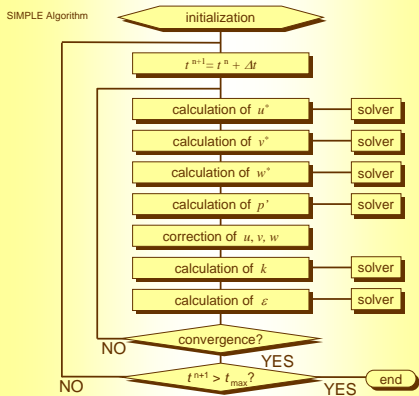 SIMPLE Algorithm
initialization
t n+1 = t n + Δt
calculation of u* solver
calculation of v* solver
calculation of w* solver
calculation of p' solver
correction of u, v, w
calculation of k solver
calculation of ε solver
convergence?
NO YES
t n+1 > t max?
NO YES end